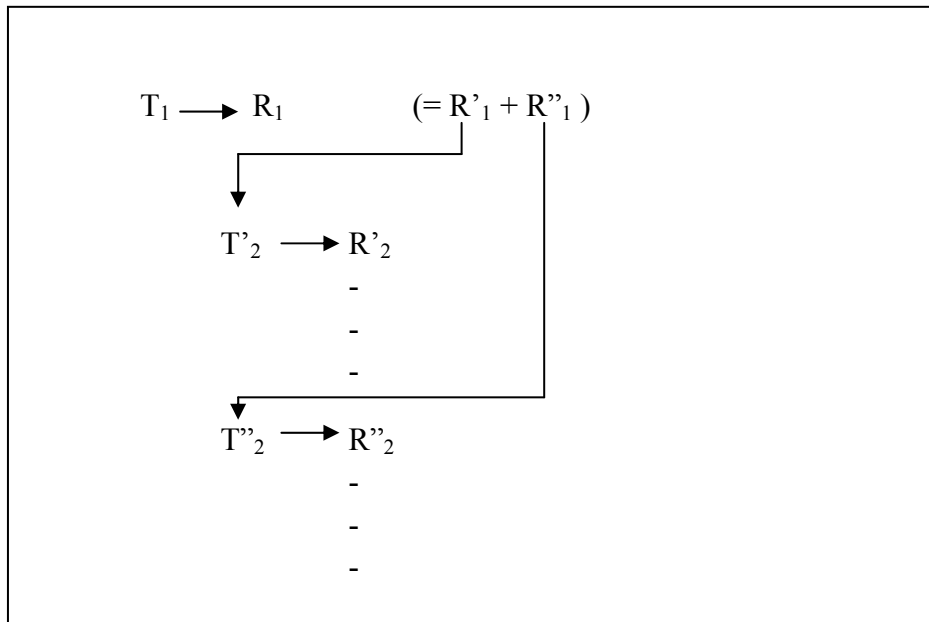 T₁ → R₁ (= R’₁ + R”₁ )
T’₂ → R’₂
-
-
-
T”₂ → R”₂
-
-
-